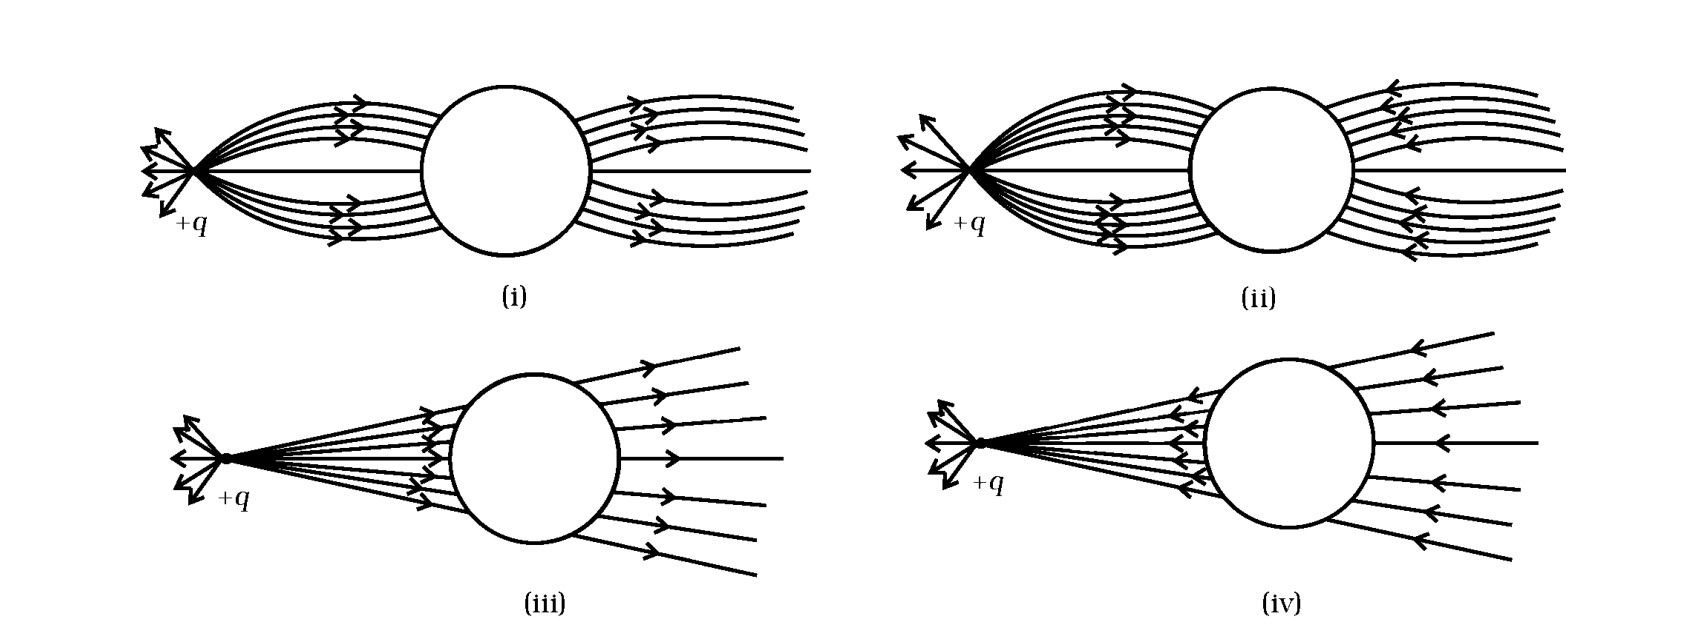 +q
+q
(i)
(ii)
+q
+q
(iii)
(iv)